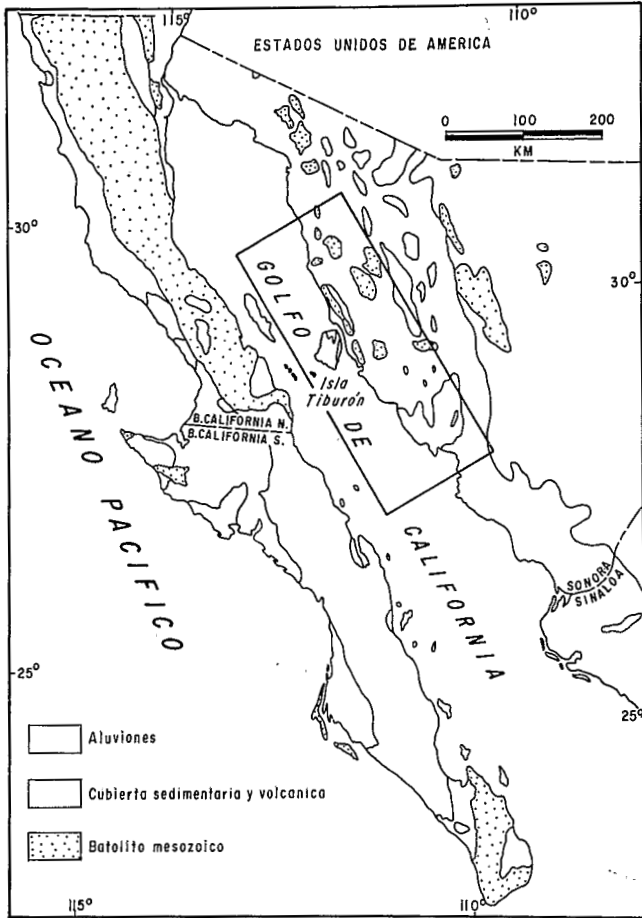 115°
110°
ESTADOS UNIDOS DE AMERICA
0 100 200
KM
30°
30°
GOLFO
DE
CALIFORNIA
OCEANO PACIFICO
Isla
Tiburón
B.CALIFORNIA N.
B.CALIFORNIA S.
SONORA
SINALOA
25°
25°
Aluviones
Cubierta sedimentaria y volcanica
Batolito mesozoico
115°
110°